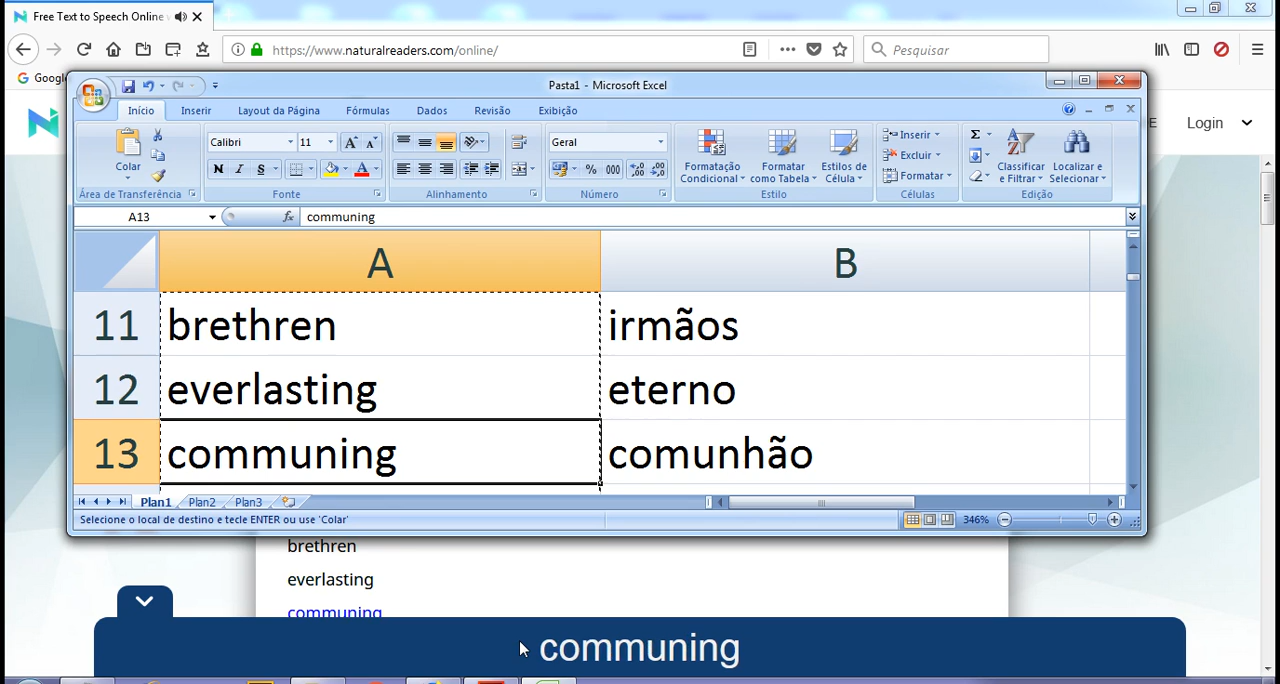 Free Text to Speech Online
https://www.naturalreaders.com/online/
Pesquisar
Google
Login
Pasta1 - Microsoft Excel
Início Inserir Layout da Página Fórmulas Dados Revisão Exibição
Colar
Área de Transferência
Calibri 11
N I S
Fonte
Alinhamento
Geral
% 000
Número
Formatação Condicional
Formatar como Tabela
Estilos de Célula
Estilo
Inserir
Excluir
Formatar
Células
Σ
Classificar e Filtrar
Localizar e Selecionar
Edição
A13 fx communing
A B
11 brethren irmãos
12 everlasting eterno
13 communing comunhão
Plan1 Plan2 Plan3
Selecione o local de destino e tecle ENTER ou use 'Colar' 346%
brethren
everlasting
communing
communing